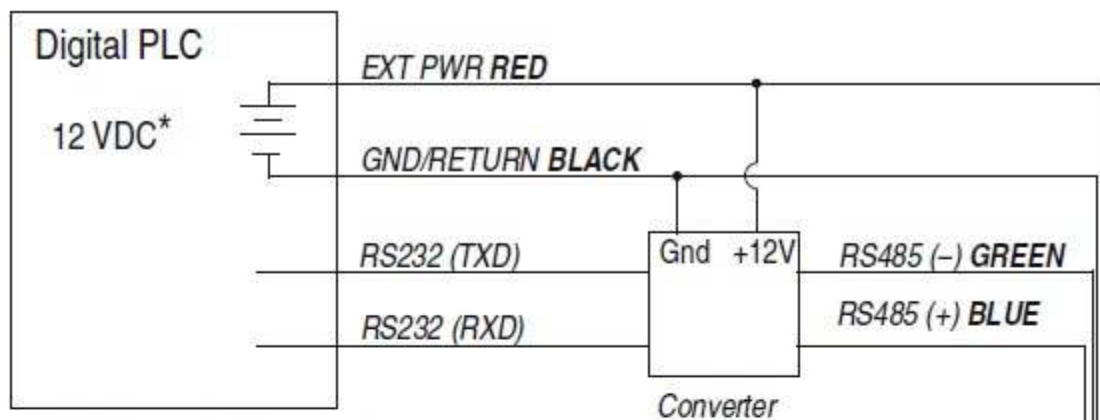 Digital PLC
EXT PWR RED
12 VDC*
GND/RETURN BLACK
RS232 (TXD)
Gnd +12V
RS485 (–) GREEN
RS485 (+) BLUE
RS232 (RXD)
Converter